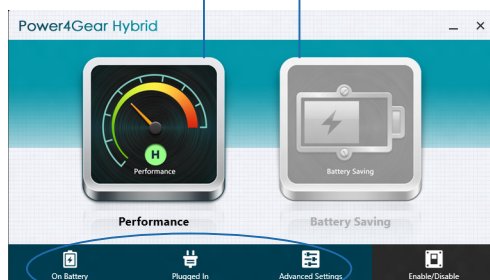 Power4Gear Hybrid
H
Performance
Battery Saving
Performance
Battery Saving
On Battery
Plugged In
Advanced Settings
Enable/Disable